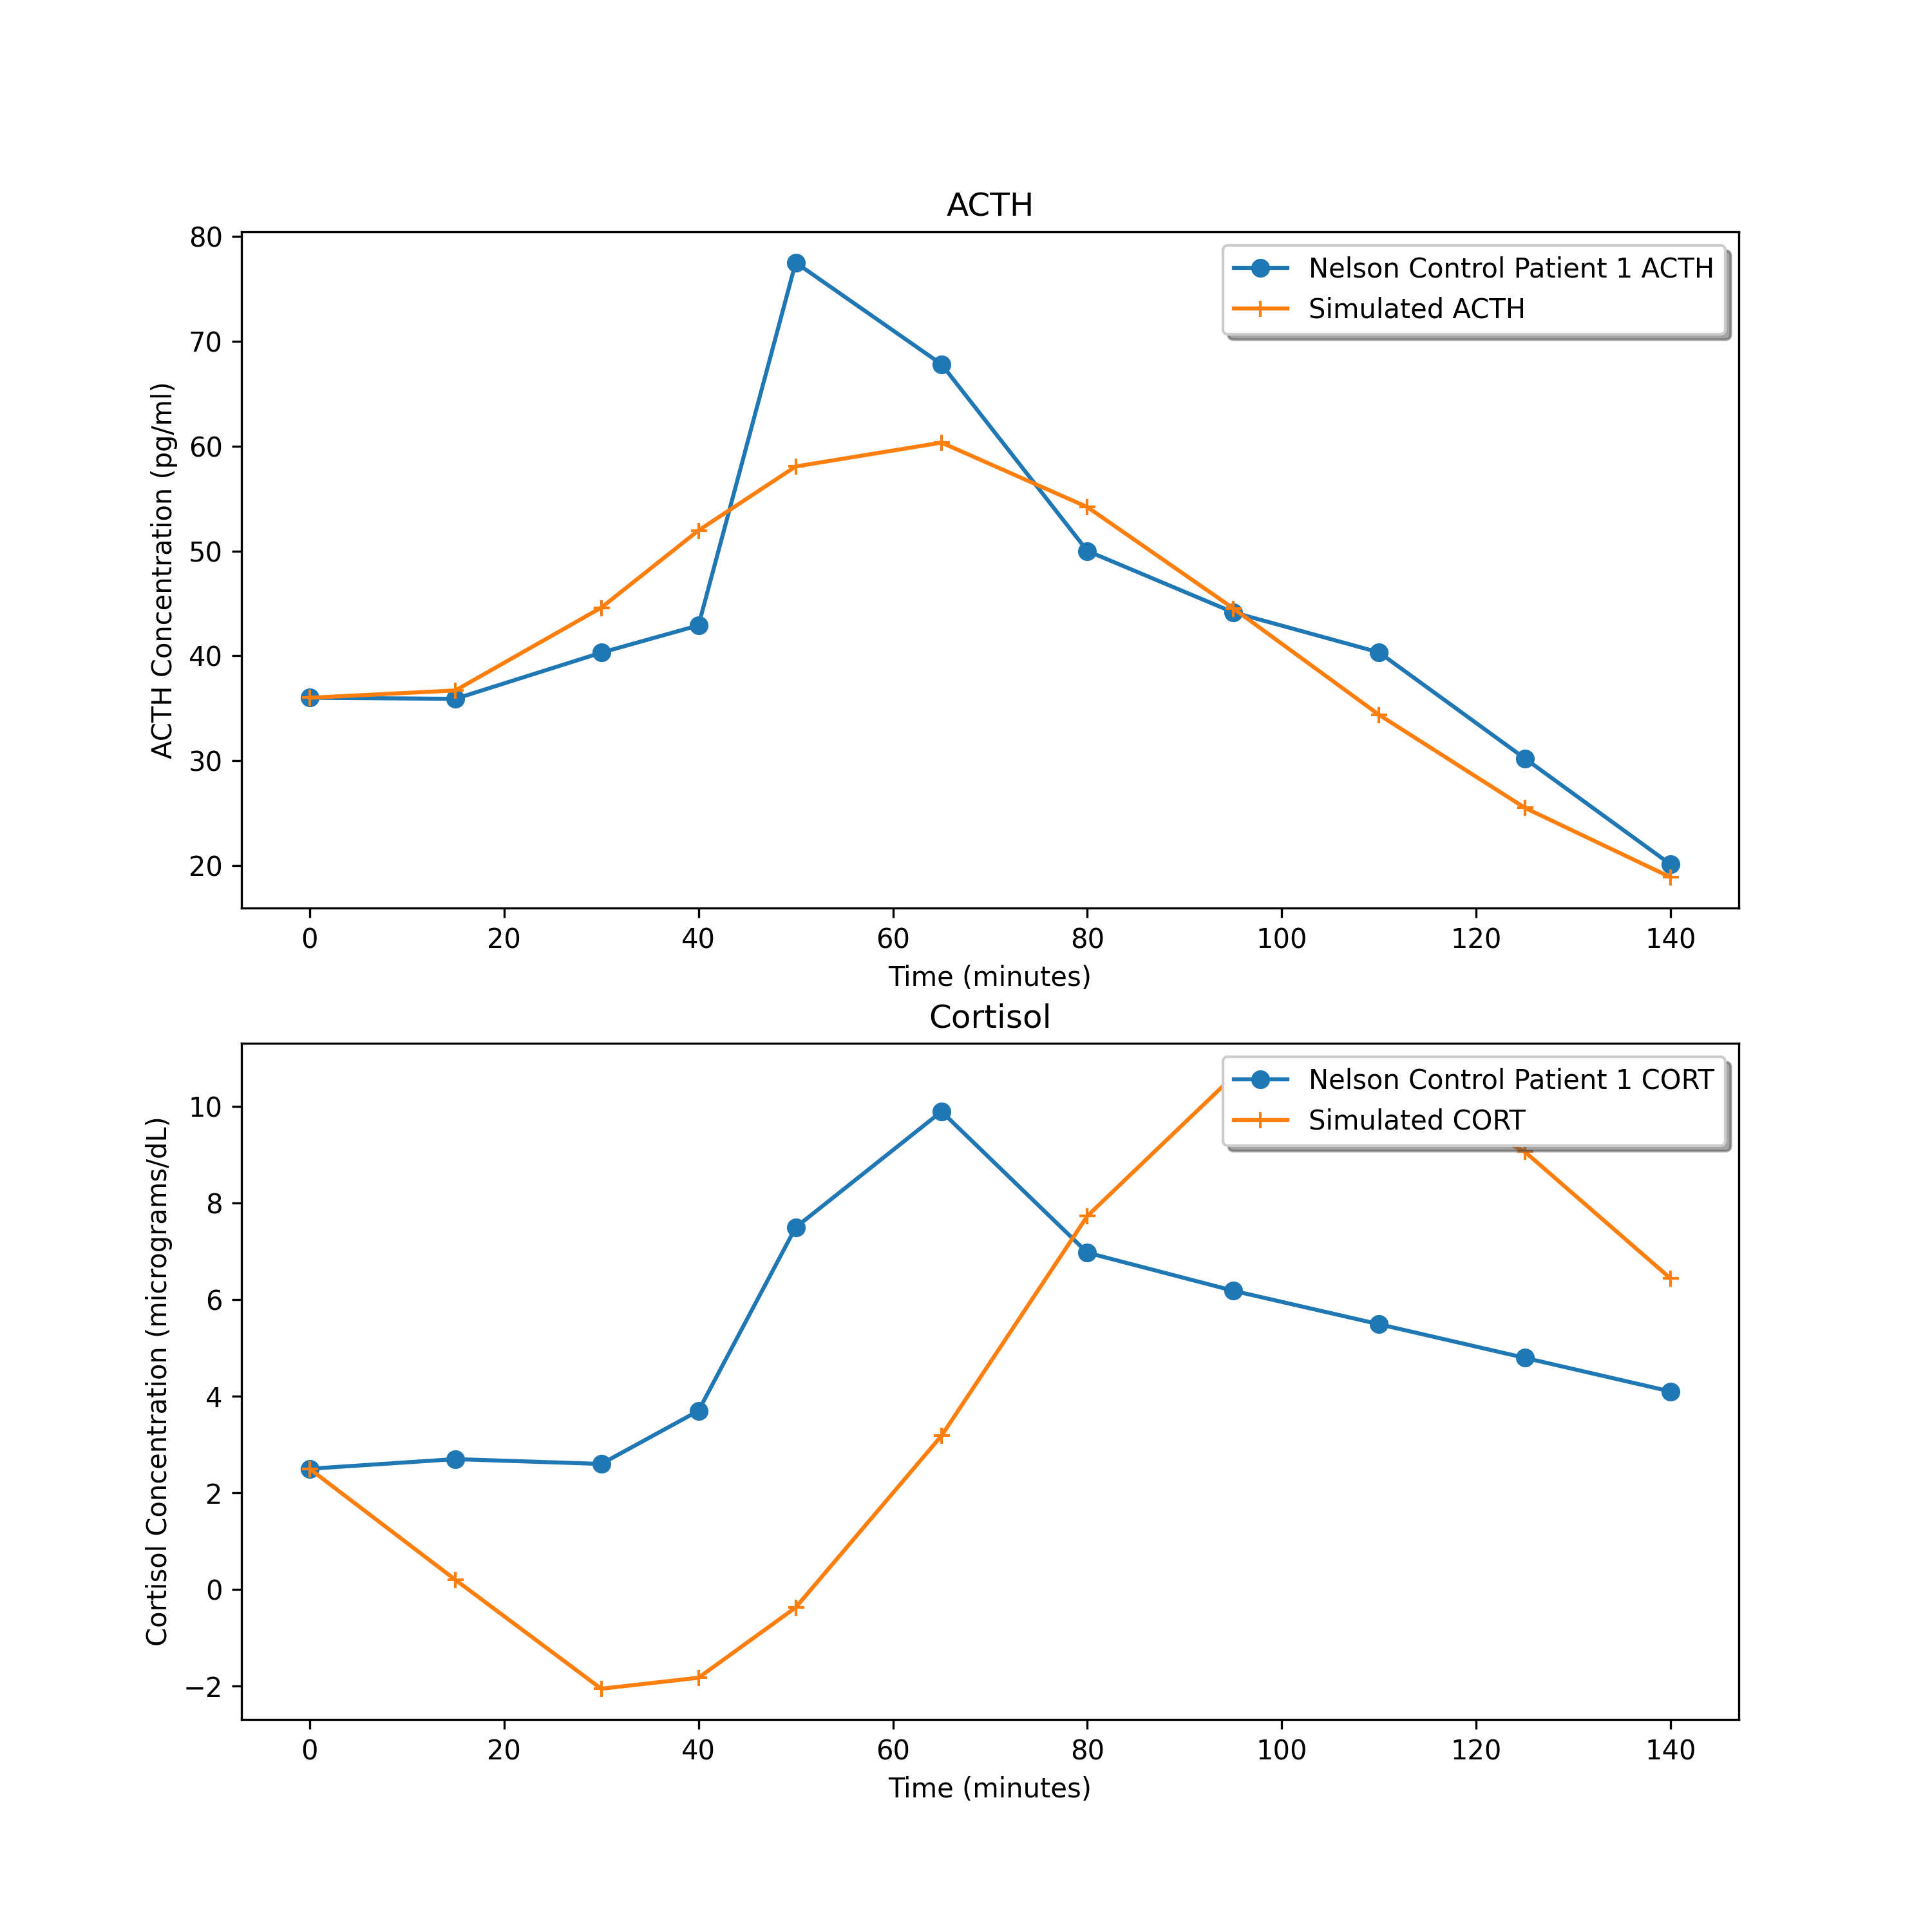 ACTH
80
70
60
50
40
30
20
ACTH Concentration (pg/ml)
Nelson Control Patient 1 ACTH
Simulated ACTH
0 20 40 60 80 100 120 140
Time (minutes)
Cortisol
10
8
6
4
2
0
−2
Cortisol Concentration (micrograms/dL)
Nelson Control Patient 1 CORT
Simulated CORT
0 20 40 60 80 100 120 140
Time (minutes)